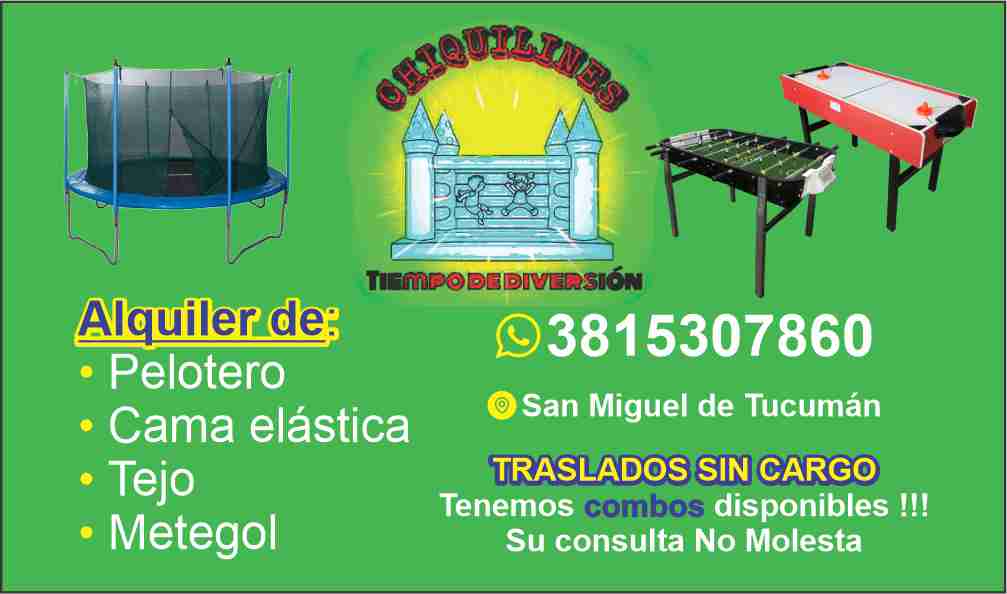 CHIQUILINES
TIEMPO DE DIVERSIÓN
Alquiler de:
• Pelotero
• Cama elástica
• Tejo
• Metegol
3815307860
San Miguel de Tucumán
TRASLADOS SIN CARGO
Tenemos combos disponibles !!!
Su consulta No Molesta